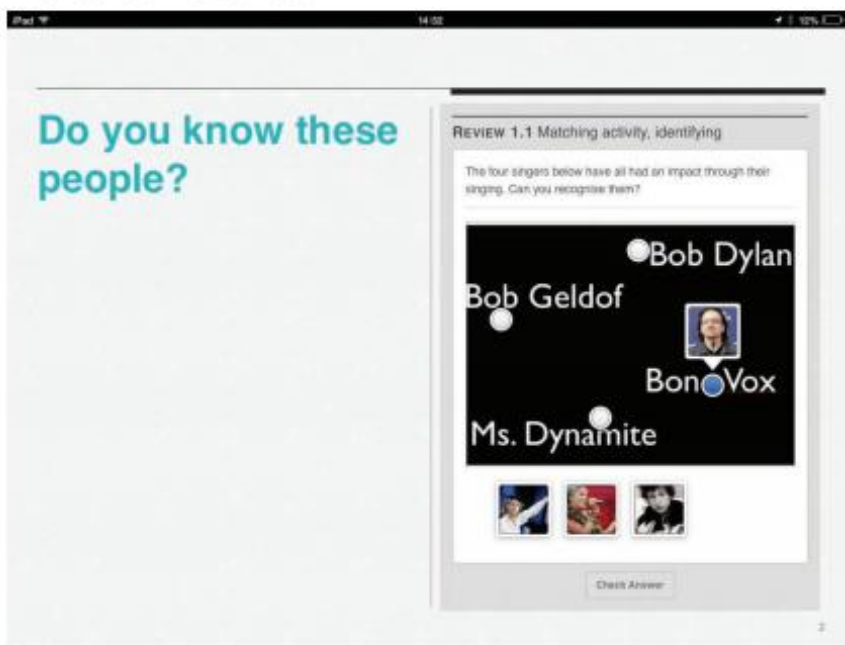 iPad
14:52
12%
Do you know these
people?
REVIEW 1.1 Matching activity, identifying
The four singers below have all had an impact through their
singing. Can you recognise them?
Bob Dylan
Bob Geldof
Bono Vox
Ms. Dynamite
Check Answer
2